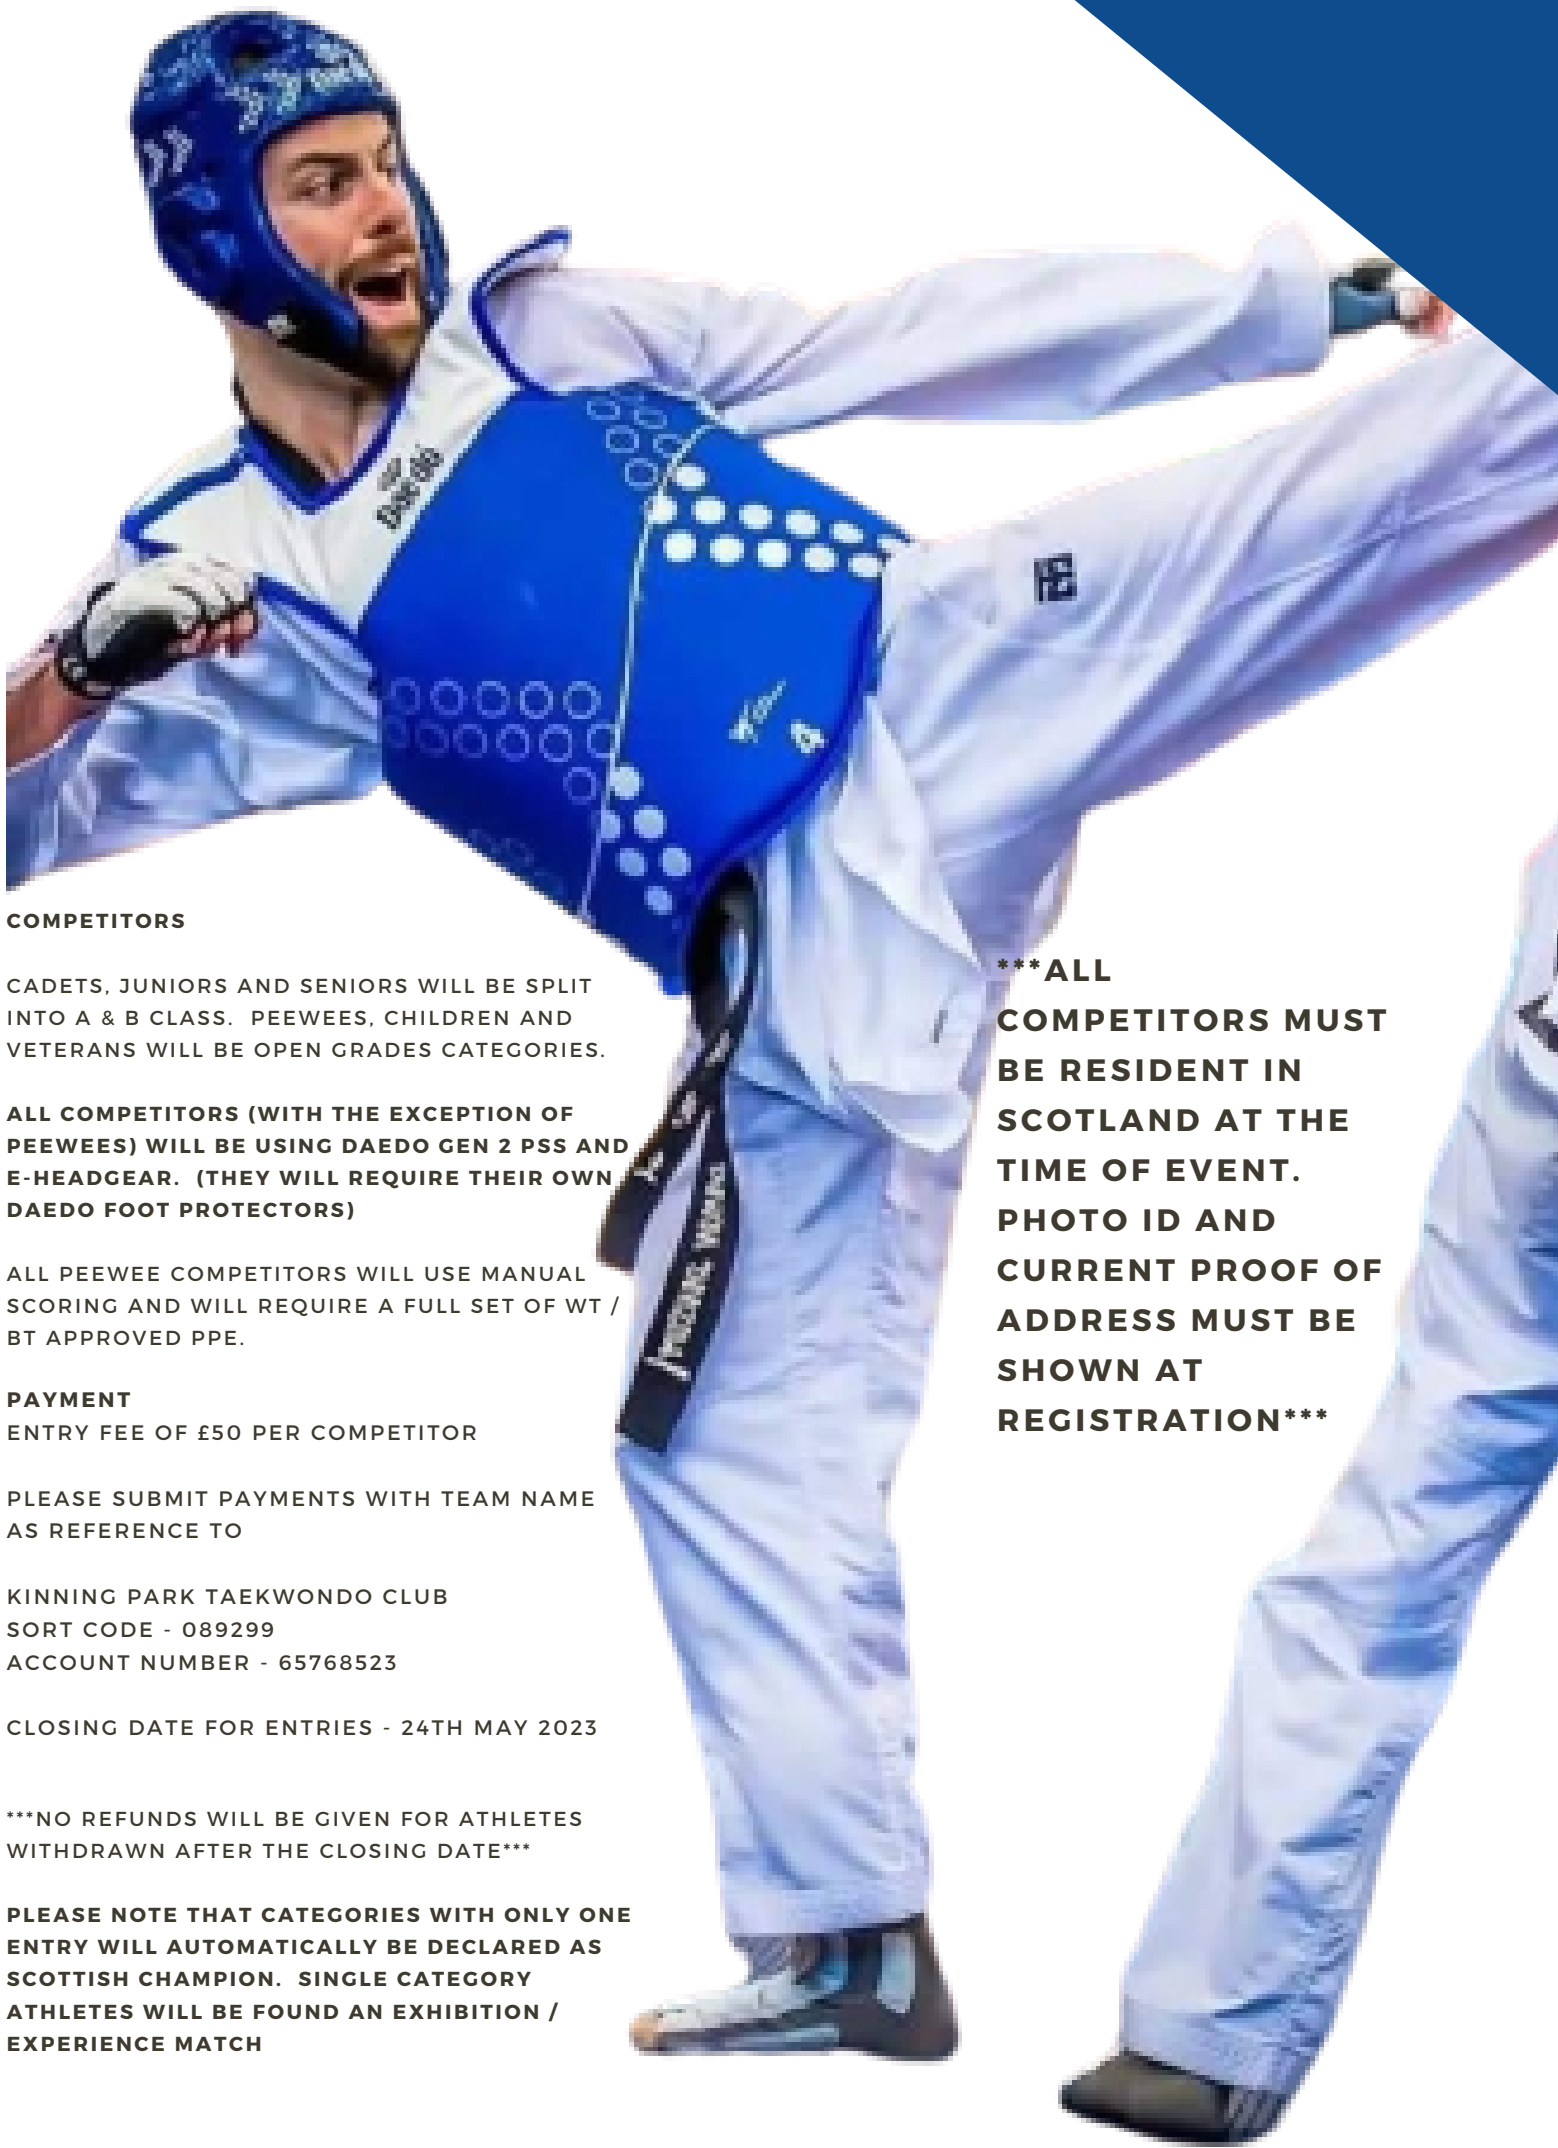 Daedo
4
COMPETITORS
CADETS, JUNIORS AND SENIORS WILL BE SPLIT
INTO A & B CLASS.  PEEWEES, CHILDREN AND
VETERANS WILL BE OPEN GRADES CATEGORIES.
ALL COMPETITORS (WITH THE EXCEPTION OF
PEEWEES) WILL BE USING DAEDO GEN 2 PSS AND
E-HEADGEAR.  (THEY WILL REQUIRE THEIR OWN
DAEDO FOOT PROTECTORS)
ALL PEEWEE COMPETITORS WILL USE MANUAL
SCORING AND WILL REQUIRE A FULL SET OF WT /
BT APPROVED PPE.
PAYMENT
ENTRY FEE OF £50 PER COMPETITOR
PLEASE SUBMIT PAYMENTS WITH TEAM NAME
AS REFERENCE TO
KINNING PARK TAEKWONDO CLUB
SORT CODE - 089299
ACCOUNT NUMBER - 65768523
CLOSING DATE FOR ENTRIES - 24TH MAY 2023
***NO REFUNDS WILL BE GIVEN FOR ATHLETES
WITHDRAWN AFTER THE CLOSING DATE***
PLEASE NOTE THAT CATEGORIES WITH ONLY ONE
ENTRY WILL AUTOMATICALLY BE DECLARED AS
SCOTTISH CHAMPION.  SINGLE CATEGORY
ATHLETES WILL BE FOUND AN EXHIBITION /
EXPERIENCE MATCH
***ALL
COMPETITORS MUST
BE RESIDENT IN
SCOTLAND AT THE
TIME OF EVENT.
PHOTO ID AND
CURRENT PROOF OF
ADDRESS MUST BE
SHOWN AT
REGISTRATION***